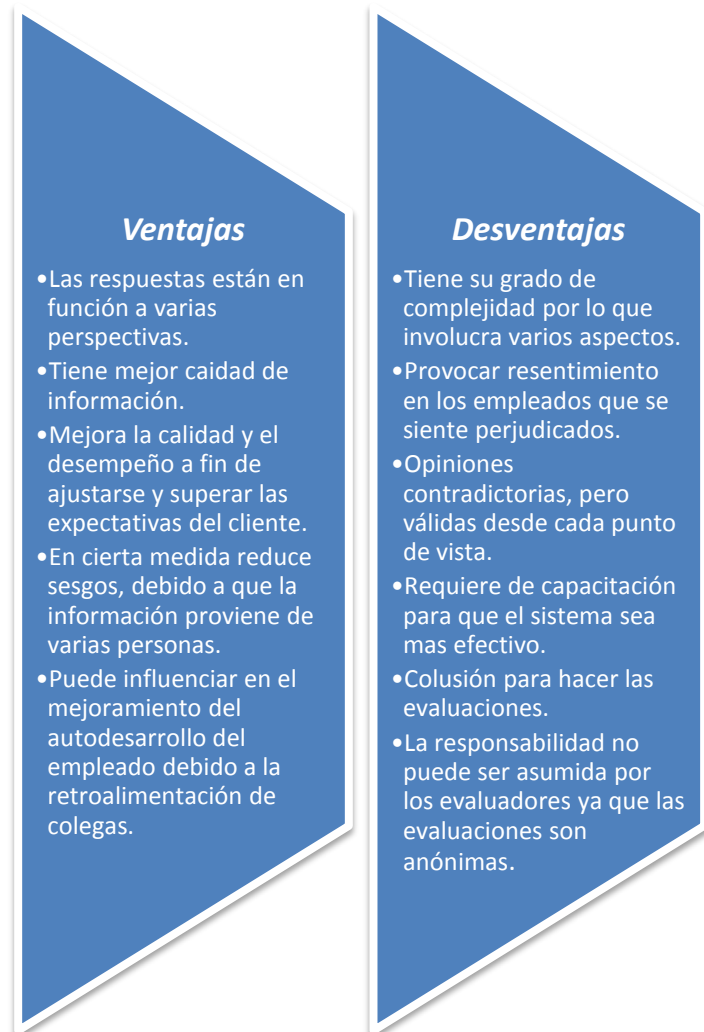 Ventajas
•Las respuestas están en
función a varias
perspectivas.
•Tiene mejor caidad de
información.
•Mejora la calidad y el
desempeño a fin de
ajustarse y superar las
expectativas del cliente.
•En cierta medida reduce
sesgos, debido a que la
información proviene de
varias personas.
•Puede influenciar en el
mejoramiento del
autodesarrollo del
empleado debido a la
retroalimentación de
colegas.
Desventajas
•Tiene su grado de
complejidad por lo que
involucra varios aspectos.
•Provocar resentimiento
en los empleados que se
siente perjudicados.
•Opiniones
contradictorias, pero
válidas desde cada punto
de vista.
•Requiere de capacitación
para que el sistema sea
mas efectivo.
•Colusión para hacer las
evaluaciones.
•La responsabilidad no
puede ser asumida por
los evaluadores ya que las
evaluaciones son
anónimas.